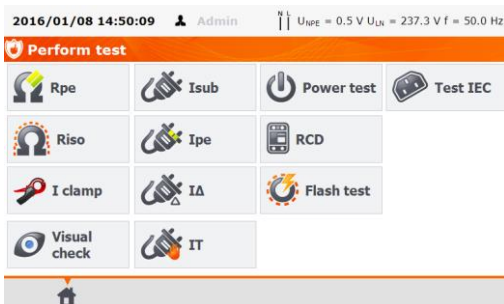 2016/01/08 14:50:09 Admin N L UNPE = 0.5 V ULN = 237.3 V f = 50.0 Hz
Perform test
Rpe Isub Power test Test IEC
Riso Ipe RCD
I clamp IΔ Flash test
Visual
check
IT